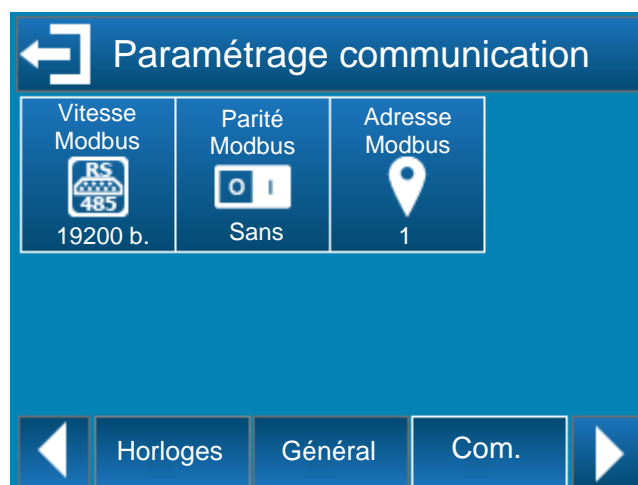 Paramétrage communication
Vitesse
Modbus
RS
485
19200 b.
Parité
Modbus
O I
Sans
Adresse
Modbus
1
Horloges
Général
Com.